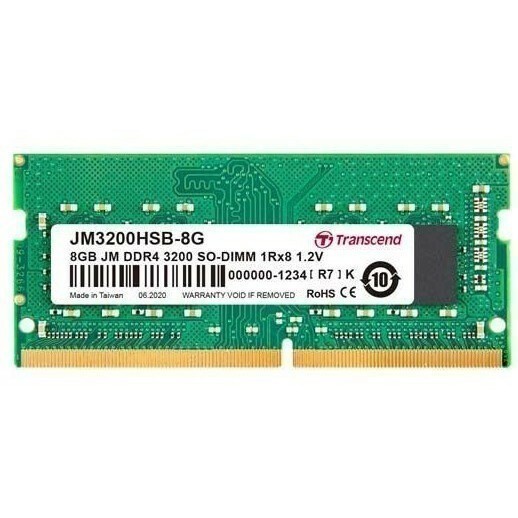 JM3200HSB-8G
Transcend
8GB JM DDR4 3200 SO-DIMM 1Rx8 1.2V
000000-1234 [ R7 ] K
Made in Taiwan 06.2020 WARRANTY VOID IF REMOVED RoHS CE
10